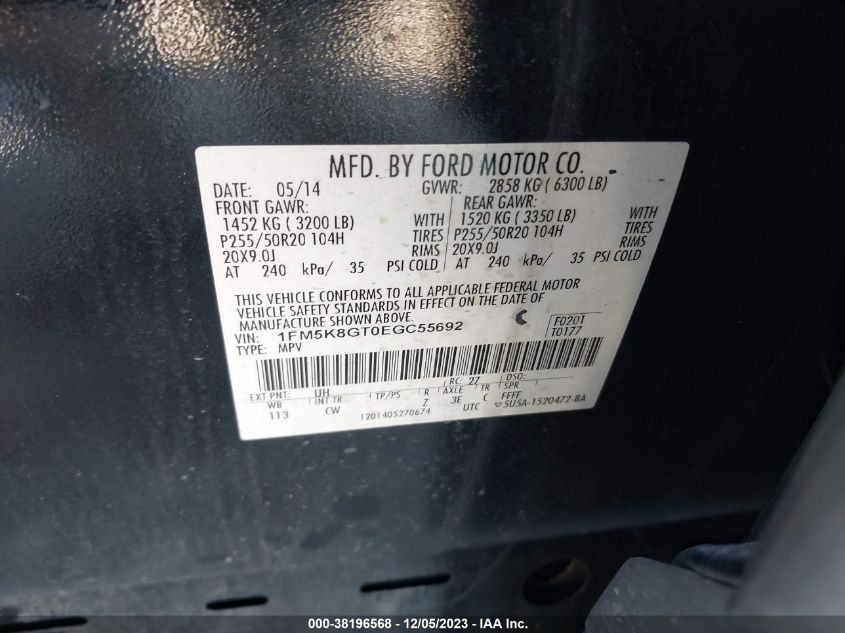 MFD. BY FORD MOTOR CO.
DATE: 05/14 GVWR: 2858 KG ( 6300 LB)
FRONT GAWR: REAR GAWR:
1452 KG ( 3200 LB) WITH 1520 KG ( 3350 LB) WITH
P255/50R20 104H TIRES P255/50R20 104H TIRES
20X9.0J RIMS 20X9.0J RIMS
AT 240 kPa/ 35 PSI COLD AT 240 kPa/ 35 PSI COLD
THIS VEHICLE CONFORMS TO ALL APPLICABLE FEDERAL MOTOR
VEHICLE SAFETY STANDARDS IN EFFECT ON THE DATE OF
MANUFACTURE SHOWN ABOVE.
VIN: 1FM5K8GT0EGC55692 F0201
TYPE: MPV T0177
EXT PNT: UH RC: 27 DSO:
WB INT TR TP/PS R AXLE TR SPR
113 CW Z 3E C FFFF
1201405270674 UTC 5U5A-1520472-BA
000-38196568 - 12/05/2023 - IAA Inc.